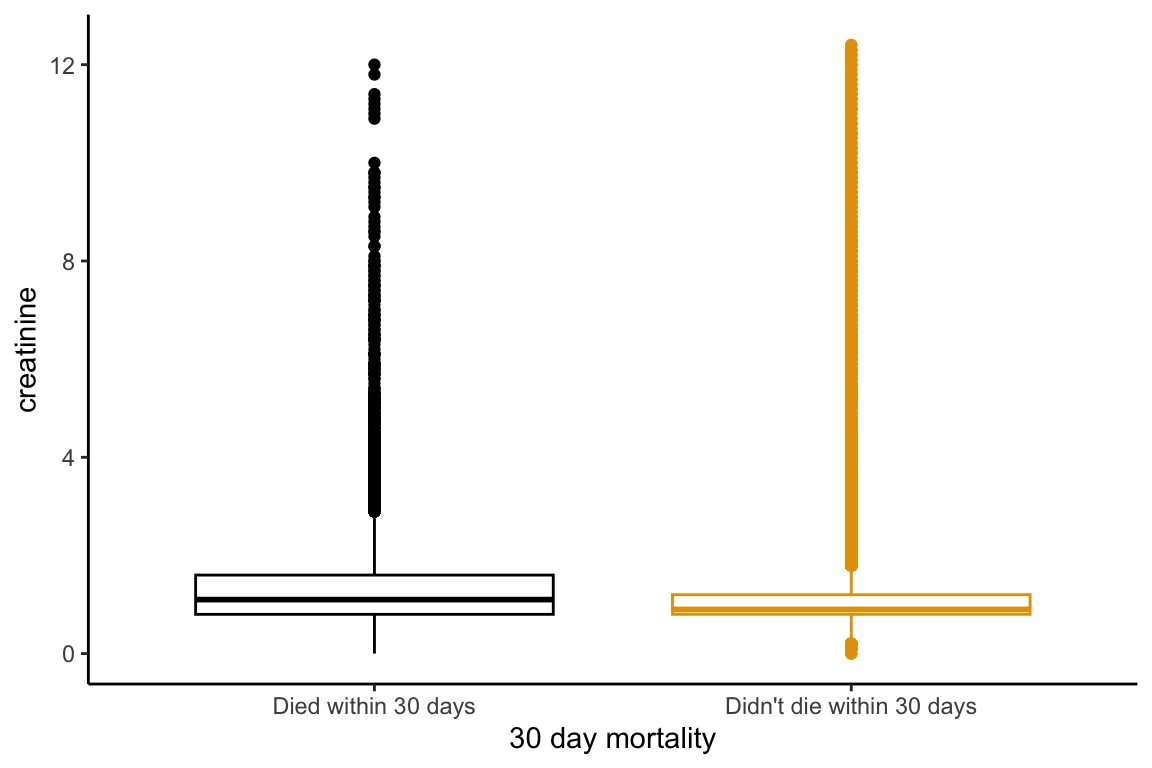 12
8
4
0
creatinine
Died within 30 days
Didn't die within 30 days
30 day mortality